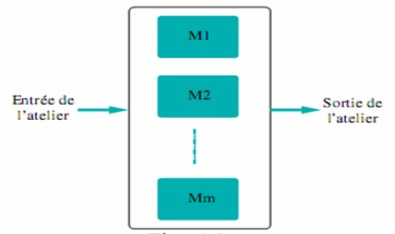 M1
M2
Entrée de
l'atelier
Sortie de
l'atelier
Mm